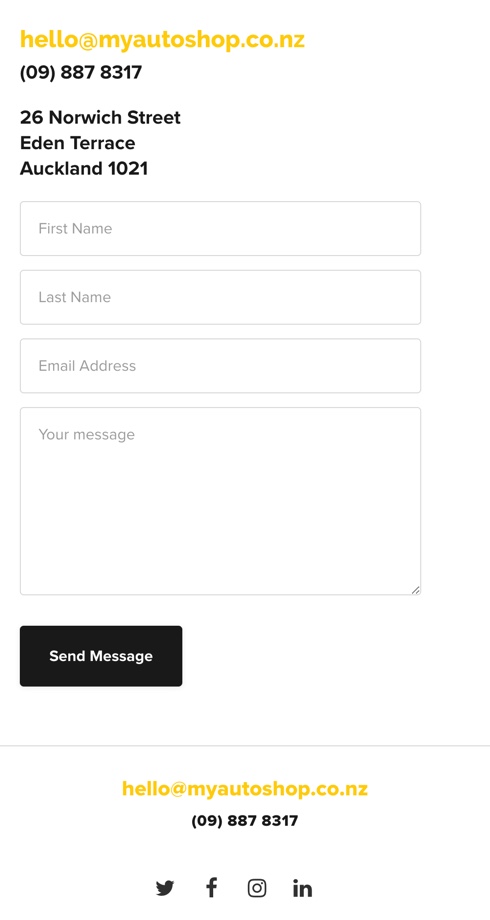 hello@myautoshop.co.nz
(09) 887 8317
26 Norwich Street
Eden Terrace
Auckland 1021
First Name
Last Name
Email Address
Your message
Send Message
hello@myautoshop.co.nz
(09) 887 8317